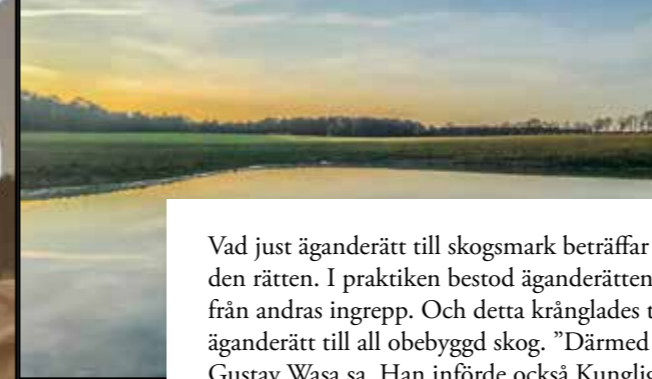 Vad just äganderätt till skogsmark beträffar
den rätten. I praktiken bestod äganderätten
från andras ingrepp. Och detta krånglades t
äganderätt till all obebyggd skog. ”Därmed
Gustav Wasa sa. Han införde också Kunglig